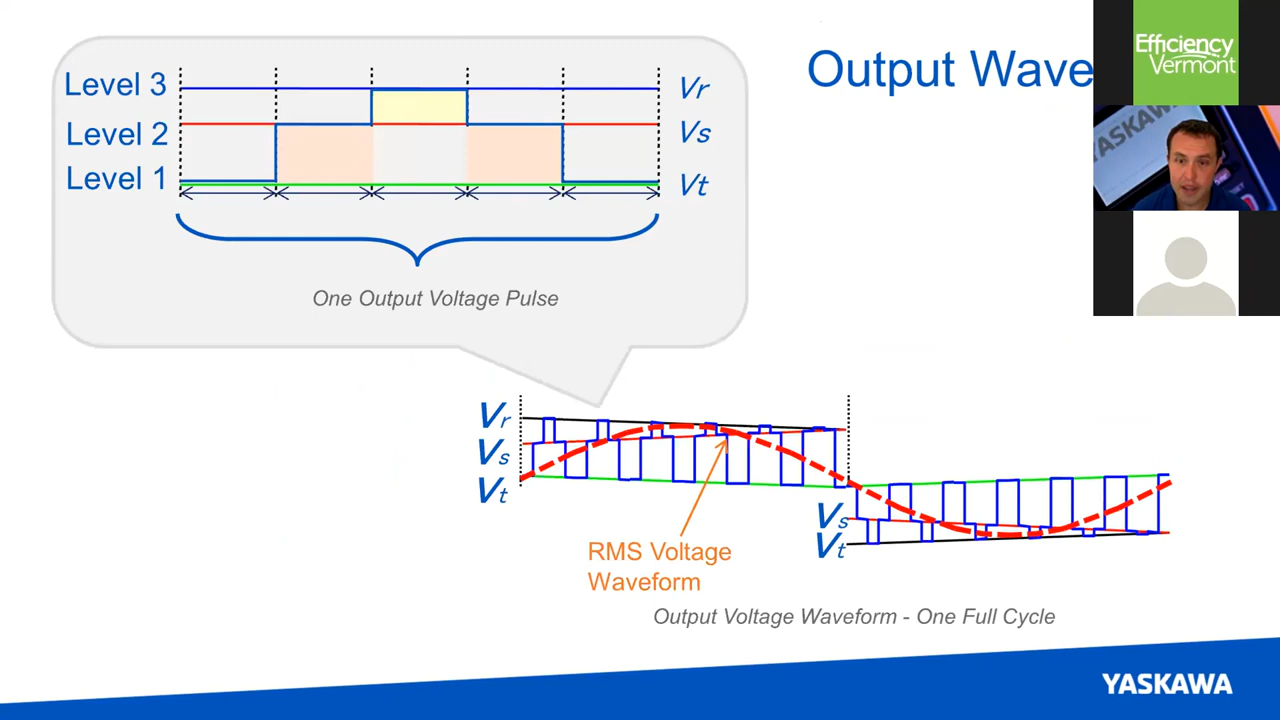 Output Wave
Efficiency
Vermont
YASKAWA
Level 3
Level 2
Level 1
Vr
Vs
Vt
One Output Voltage Pulse
Vr
Vs
Vt
Vs
Vt
RMS Voltage
Waveform
Output Voltage Waveform - One Full Cycle
YASKAWA